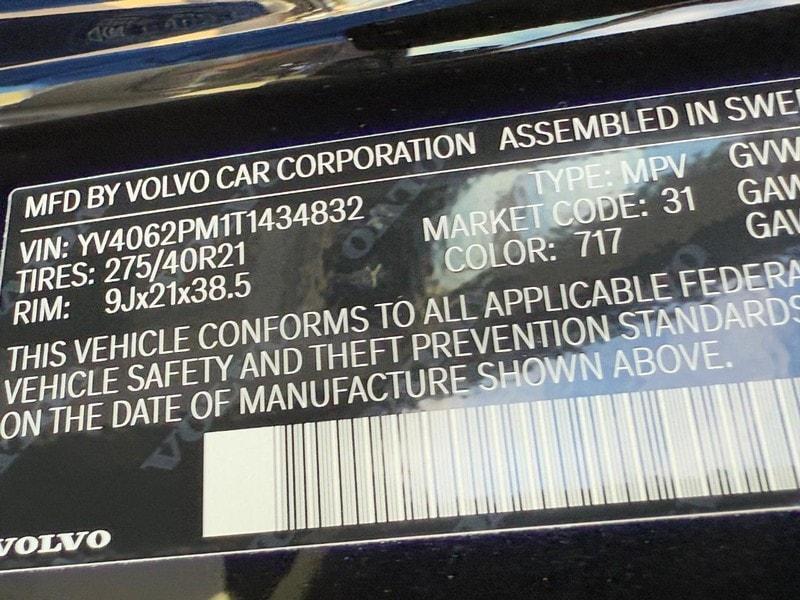 MFD BY VOLVO CAR CORPORATION ASSEMBLED IN SWE
VIN: YV4062PM1T1434832 TYPE: MPV GVW
TIRES: 275/40R21 MARKET CODE: 31 GAW
RIM: 9Jx21x38.5 COLOR: 717 GAW
THIS VEHICLE CONFORMS TO ALL APPLICABLE FEDERA
VEHICLE SAFETY AND THEFT PREVENTION STANDARDS
ON THE DATE OF MANUFACTURE SHOWN ABOVE.
VOLVO